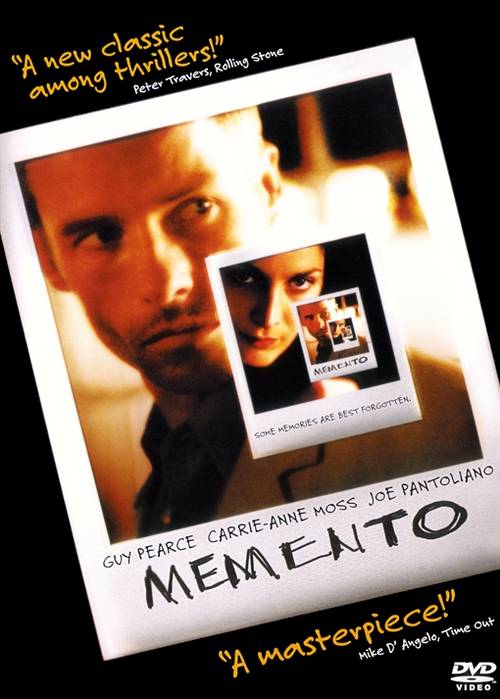 "A new classic
among thrillers!"
Peter Travers, Rolling Stone
MEMENTO
SOME MEMORIES ARE BEST FORGOTTEN.
GUY PEARCE CARRIE-ANNE MOSS JOE PANTOLIANO
MEMENTO
"A masterpiece!"
Mike D' Angelo, Time Out
DVD
VIDEO